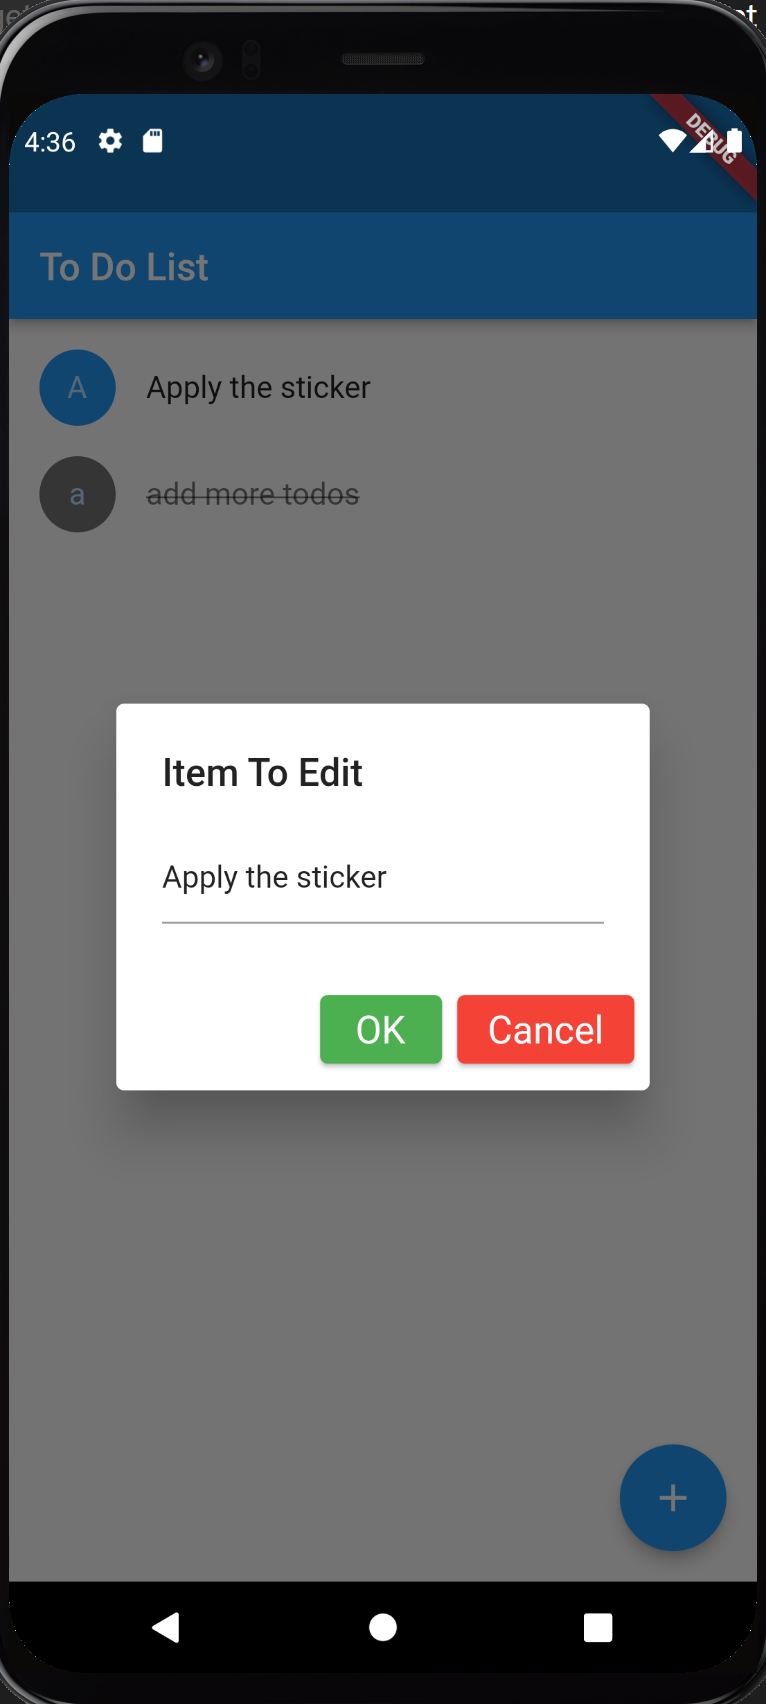 4:36
DEBUG
To Do List
A
Apply the sticker
a
add more todos
Item To Edit
Apply the sticker
OK
Cancel